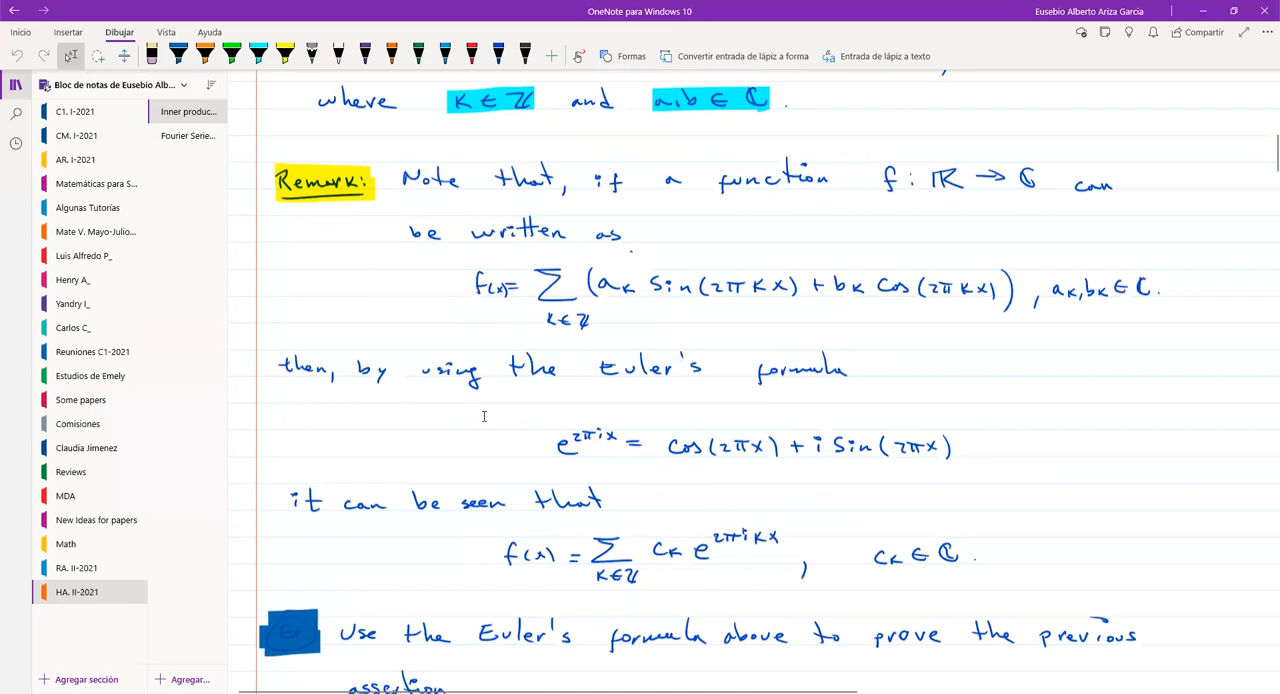 OneNote para Windows 10
Eusebio Alberto Ariza Garcia
Inicio Insertar Dibujar Vista Ayuda
Compartir
Formas Convertir entrada de lápiz a forma Entrada de lápiz a texto
Bloc de notas de Eusebio Alb...
C1. I-2021
CM. I-2021
AR. I-2021
Matemáticas para S...
Algunas Tutorías
Mate V. Mayo-Julio...
Luis Alfredo P_
Henry A_
Yandry I_
Carlos C_
Reuniones C1-2021
Estudios de Emely
Some papers
Comisiones
Claudia Jimenez
Reviews
MDA
New Ideas for papers
Math
RA. II-2021
HA. II-2021
Agregar sección
Inner produc...
Fourier Serie...
Agregar...
where K ∈ ℤ and a,b ∈ ℂ.
Remark: Note that, if a function f: ℝ → ℂ can
be written as
f(x)= ∑_{K∈ℤ} (a_K Sin(2πKx) + b_K Cos(2πKx)), a_K,b_K ∈ ℂ.
then, by using the Euler's formula
e^{2πix} = Cos(2πx) + i Sin(2πx)
it can be seen that
f(x) = ∑_{K∈ℤ} C_K e^{2πiKx}, C_K ∈ ℂ.
Ex Use the Euler's formula above to prove the previous
assertion